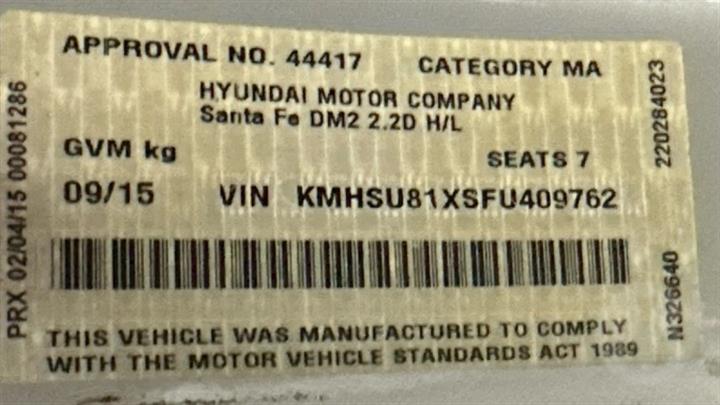 APPROVAL NO. 44417 CATEGORY MA
HYUNDAI MOTOR COMPANY
Santa Fe DM2 2.2D H/L
GVM kg SEATS 7
09/15 VIN KMHSU81XSFU409762
THIS VEHICLE WAS MANUFACTURED TO COMPLY
WITH THE MOTOR VEHICLE STANDARDS ACT 1989
PRX 02/04/15 00081286
220284023
N326640